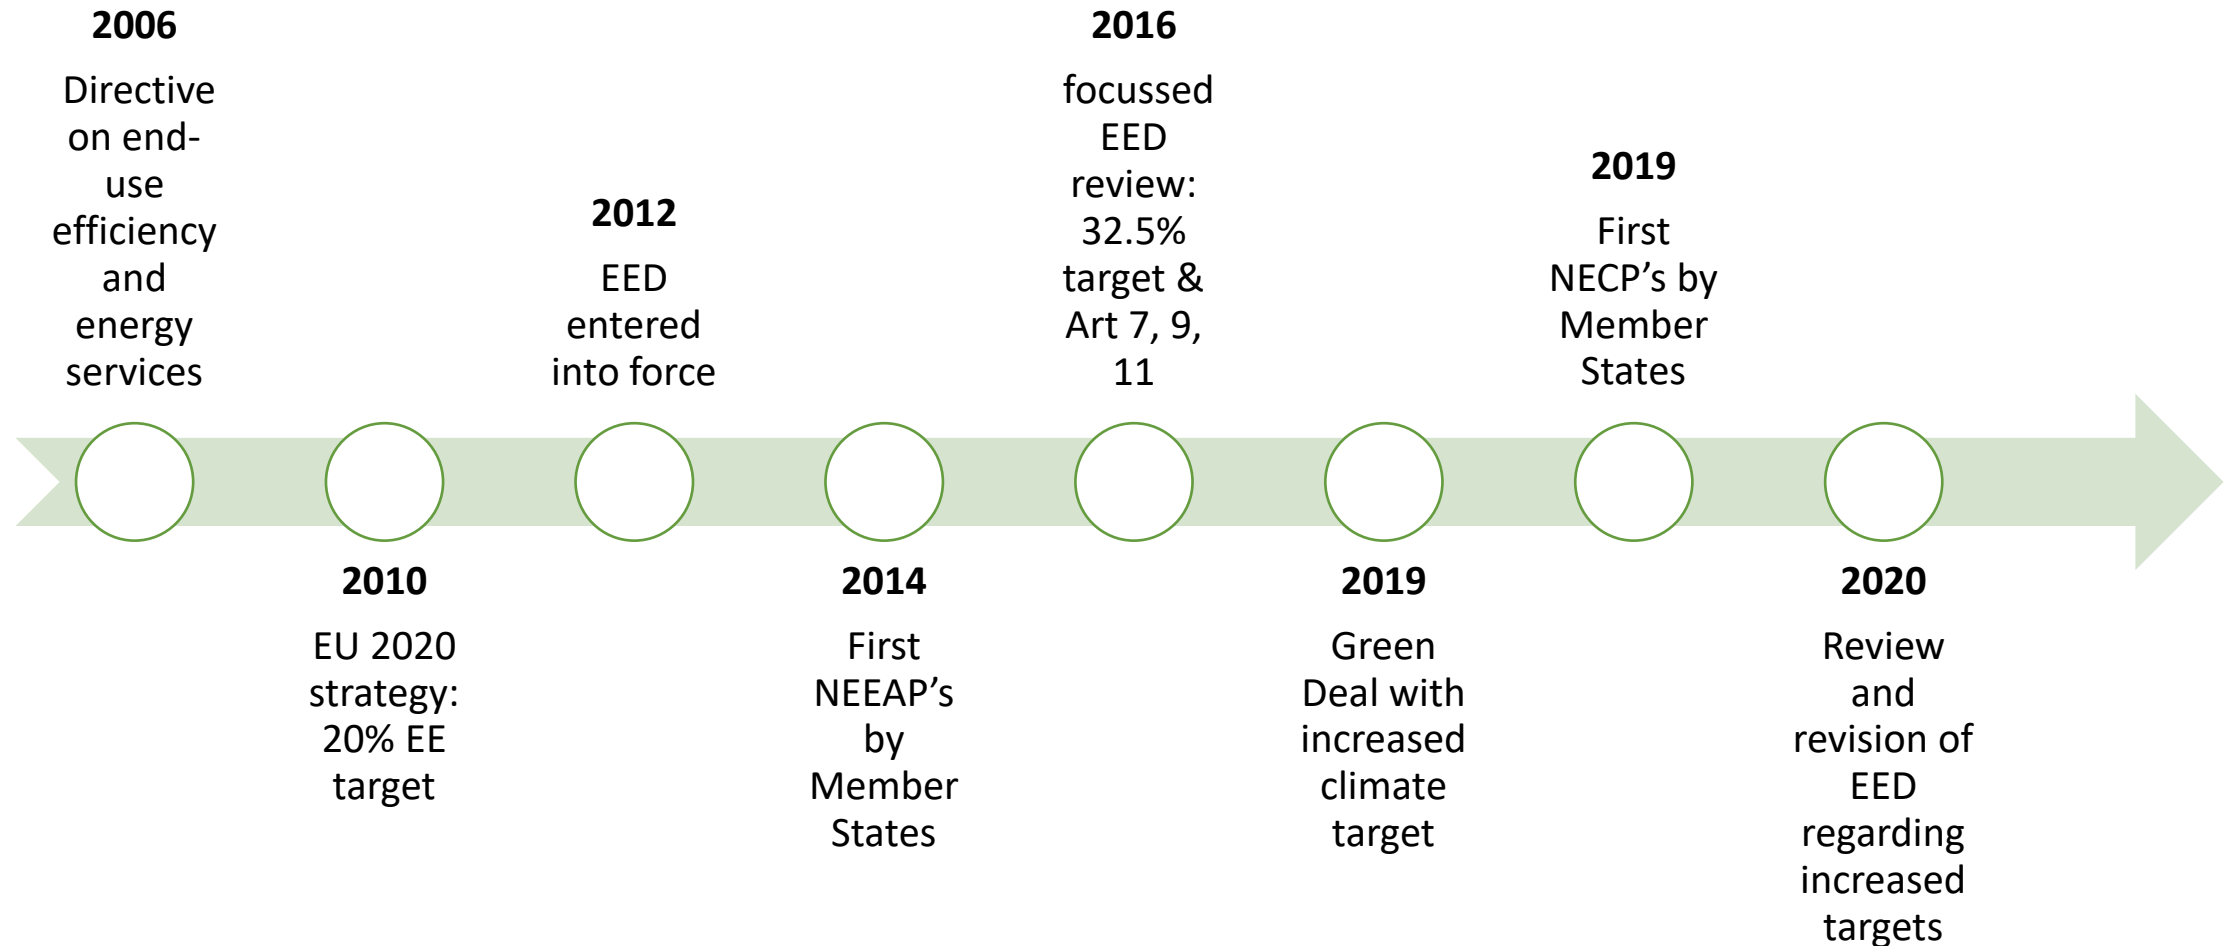 2006
Directive
on end-
use
efficiency
and
energy
services
2010
EU 2020
strategy:
20% EE
target
2012
EED
entered
into force
2014
First
NEEAP’s
by
Member
States
2016
focussed
EED
review:
32.5%
target &
Art 7, 9,
11
2019
Green
Deal with
increased
climate
target
2019
First
NECP’s by
Member
States
2020
Review
and
revision of
EED
regarding
increased
targets